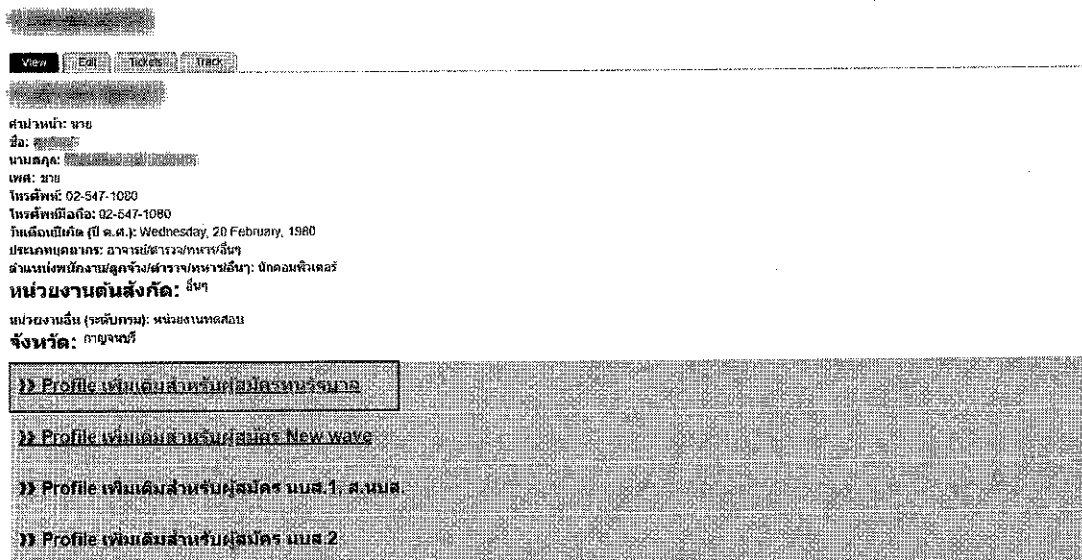 View Edit Tickets Track
คำนำหน้า: นาย
ชื่อ:
นามสกุล:
เพศ: ชาย
โทรศัพท์: 02-547-1080
โทรศัพท์มือถือ: 02-547-1080
วันเดือนปีเกิด (ปี ค.ศ.): Wednesday, 20 February, 1980
ประเภทบุคลากร: อาจารย์/ตำรวจ/ทหาร/อื่นๆ
ตำแหน่งพนักงาน/ลูกจ้าง/ตำรวจ/ทหาร/อื่นๆ: นักคอมพิวเตอร์
หน่วยงานต้นสังกัด: อื่นๆ
หน่วยงานอื่น (ระดับกรม): หน่วยงานทดสอบ
จังหวัด: กาญจนบุรี
》 Profile เพิ่มเติมสำหรับผู้สมัครทุนรัฐบาล
》 Profile เพิ่มเติมสำหรับผู้สมัคร New wave
》 Profile เพิ่มเติมสำหรับผู้สมัคร นบส.1, ส.นบส.
》 Profile เพิ่มเติมสำหรับผู้สมัคร นบส.2